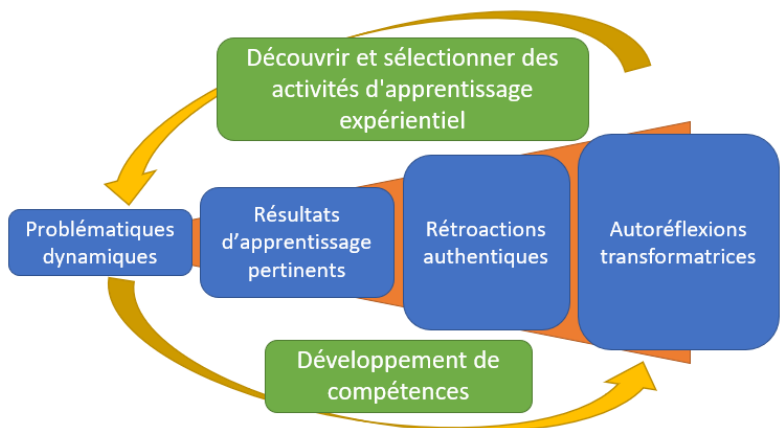 Découvrir et sélectionner des
activités d'apprentissage
expérientiel
Problématiques
dynamiques
Résultats
d’apprentissage
pertinents
Rétroactions
authentiques
Autoréflexions
transformatrices
Développement de
compétences